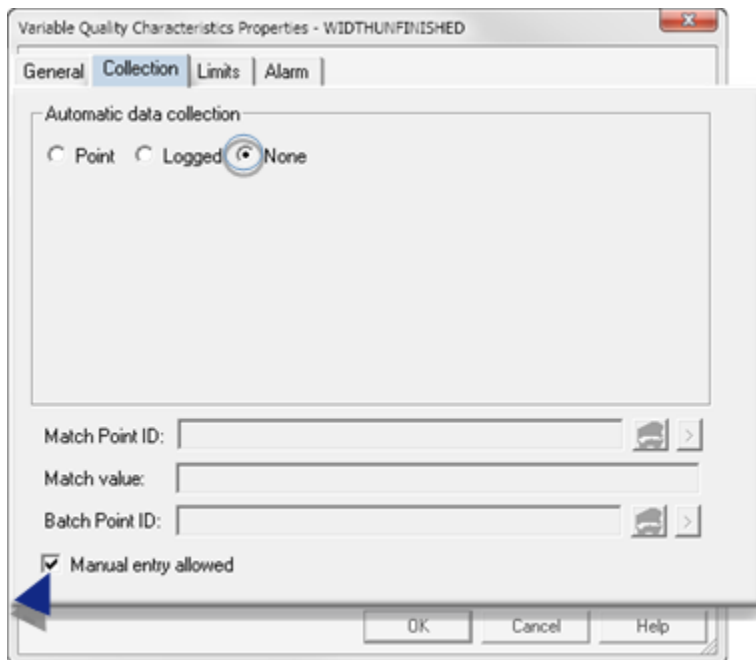 Variable Quality Characteristics Properties - WIDTHUNFINISHED
General Collection Limits Alarm
Automatic data collection
Point Logged None
Match Point ID:
Match value:
Batch Point ID:
Manual entry allowed
OK Cancel Help